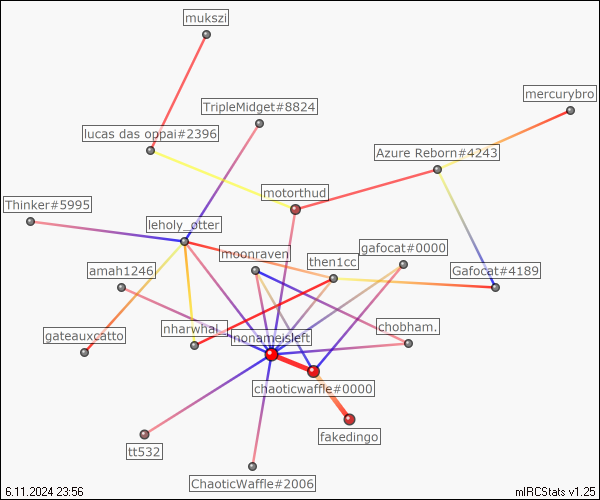 mukszi
mercurybro
TripleMidget#8824
lucas das oppai#2396
Azure Reborn#4243
motorthud
Thinker#5995
leholy_otter
moonraven
then1cc
gafocat#0000
amah1246
Gafocat#4189
gateauxcatto
nharwhal_
nonameisleft
chobham.
chaoticwaffle#0000
fakedingo
tt532
ChaoticWaffle#2006
6.11.2024 23:56
mIRCStats v1.25